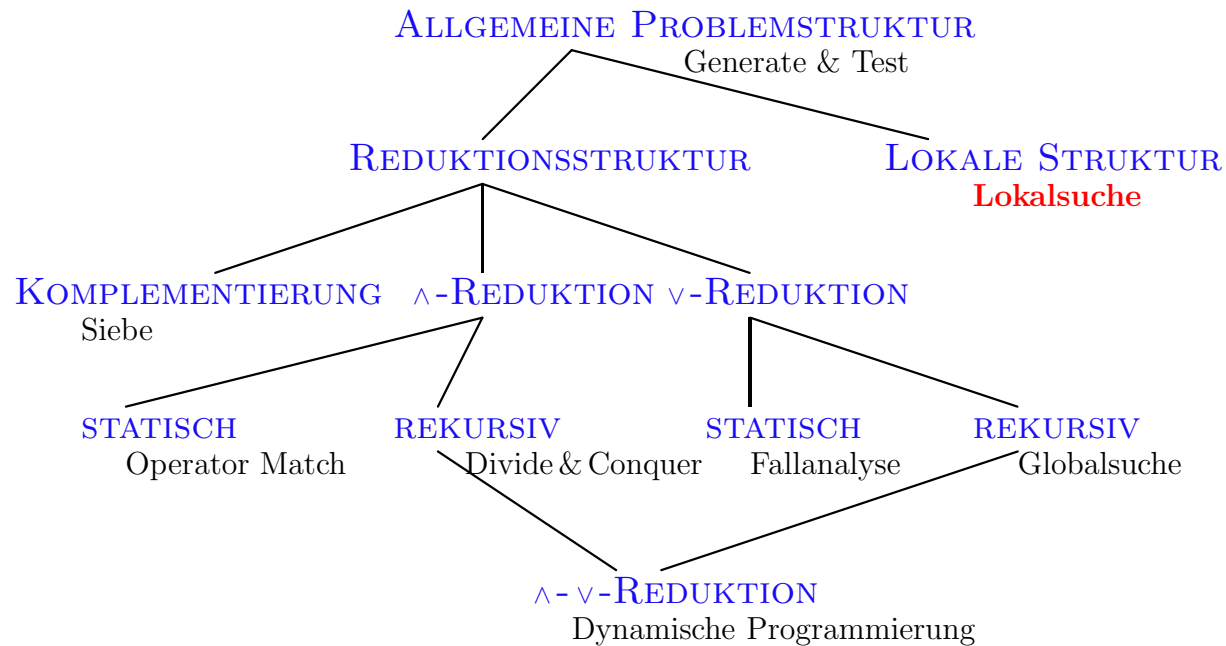 ALLGEMEINE PROBLEMSTRUKTUR
Generate & Test
REDUKTIONSSTRUKTUR
LOKALE STRUKTUR
Lokalsuche
KOMPLEMENTIERUNG
Siebe
∧-REDUKTION
∨-REDUKTION
STATISCH
Operator Match
REKURSIV
Divide & Conquer
STATISCH
Fallanalyse
REKURSIV
Globalsuche
∧-∨-REDUKTION
Dynamische Programmierung